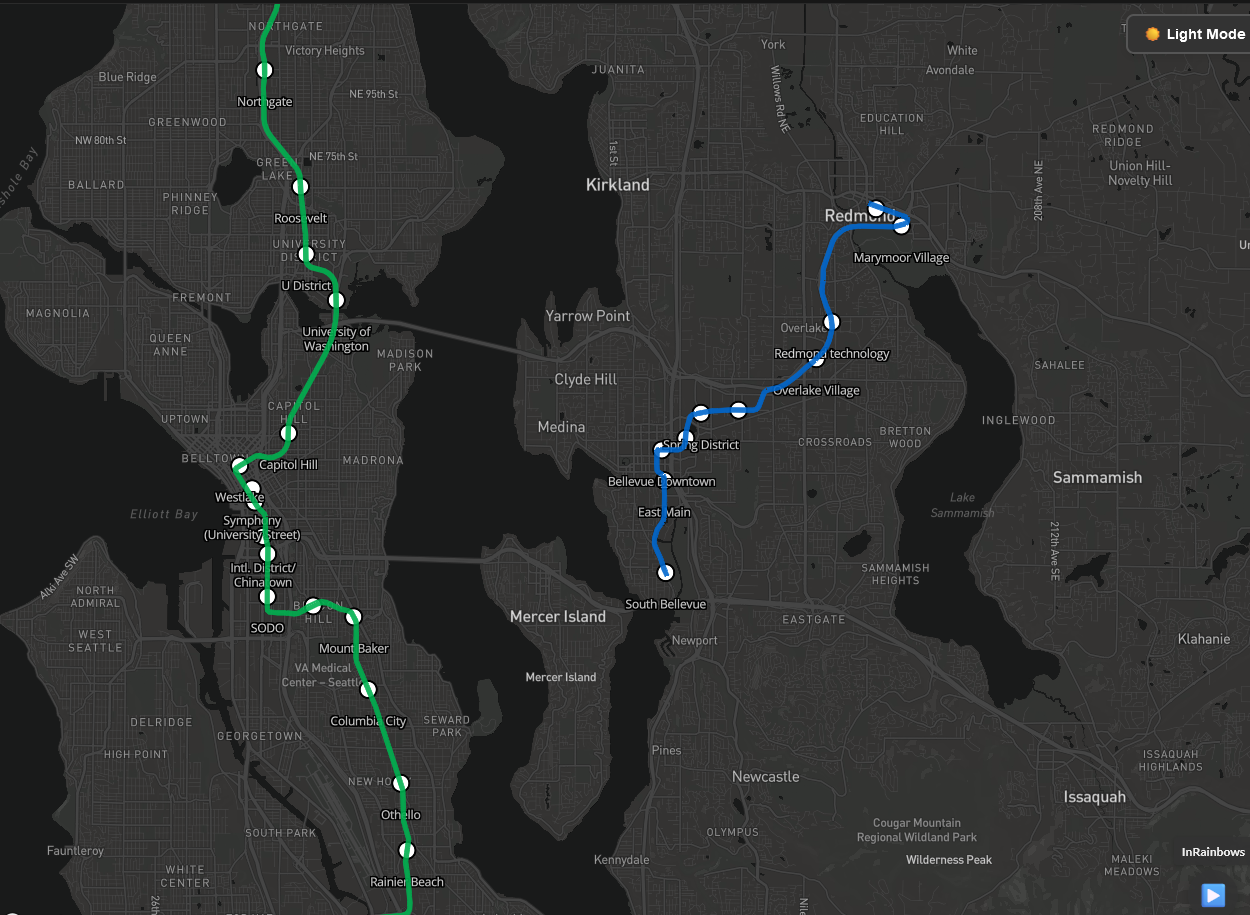 NORTHGATE
Light Mode
Victory Heights
York
White
Avondale
Blue Ridge
JUANITA
Northgate
NE 95th St
Willows Rd NE
GREENWOOD
EDUCATION
HILL
REDMOND
RIDGE
NW 80th St
NE 75th St
1st St
GREEN
LAKE
Union Hill-
Novelty Hill
BALLARD
Kirkland
208th Ave NE
PHINNEY
RIDGE
Roosevelt
Redmond
UNIVERSITY
DISTRICT
Marymoor Village
U District
FREMONT
MAGNOLIA
Yarrow Point
University of
Washington
Overlake
QUEEN
ANNE
MADISON
PARK
Redmond technology
SAHALEE
Clyde Hill
Overlake Village
CAPITOL
HILL
UPTOWN
INGLEWOOD
Medina
BRETTON
WOOD
CROSSROADS
Spring District
BELLTOWN
Capitol Hill
MADRONA
Bellevue Downtown
Sammamish
Westlake
Lake
Sammamish
Elliott Bay
East Main
Symphony
(University Street)
212th Ave SE
Intl. District/
Chinatown
SAMMAMISH
HEIGHTS
Alki Ave SW
NORTH
ADMIRAL
South Bellevue
HILL
Mercer Island
EASTGATE
SODO
WEST
SEATTLE
Newport
Klahanie
Mount Baker
VA Medical
Center – Seattle
Mercer Island
Columbia City
SEWARD
PARK
DELRIDGE
GEORGETOWN
HIGH POINT
Pines
ISSAQUAH
HIGHLANDS
NEW HO
Newcastle
Issaquah
Othello
Cougar Mountain
Regional Wildland Park
SOUTH PARK
OLYMPUS
Fauntleroy
InRainbows
Kennydale
Wilderness Peak
MALEKI
MEADOWS
WHITE
CENTER
Rainier Beach
26th